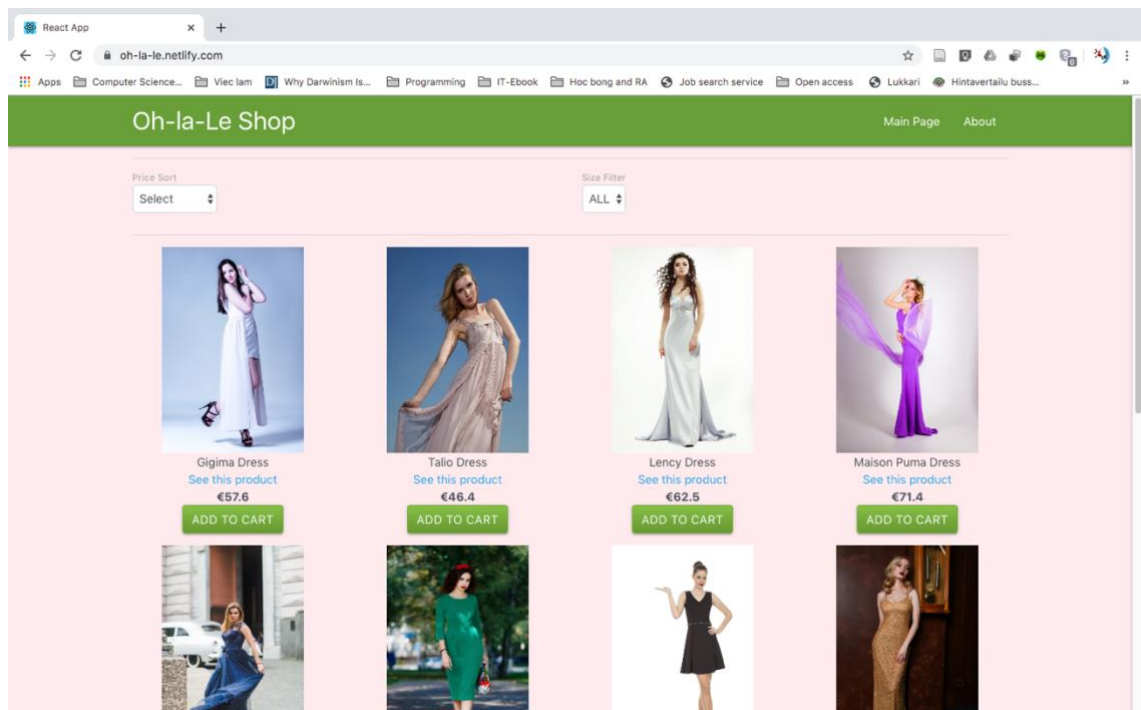 React App
oh-la-le.netlify.com
Apps Computer Science... Viec lam Why Darwinism Is... Programming IT-Ebook Hoc bong and RA Job search service Open access Lukkari Hintavertailu buss...
Oh-la-Le Shop Main Page About
Price Sort Size Filter
Select ALL
Gigima Dress Talio Dress Lency Dress Maison Puma Dress
See this product See this product See this product See this product
€57.6 €46.4 €62.5 €71.4
ADD TO CART ADD TO CART ADD TO CART ADD TO CART